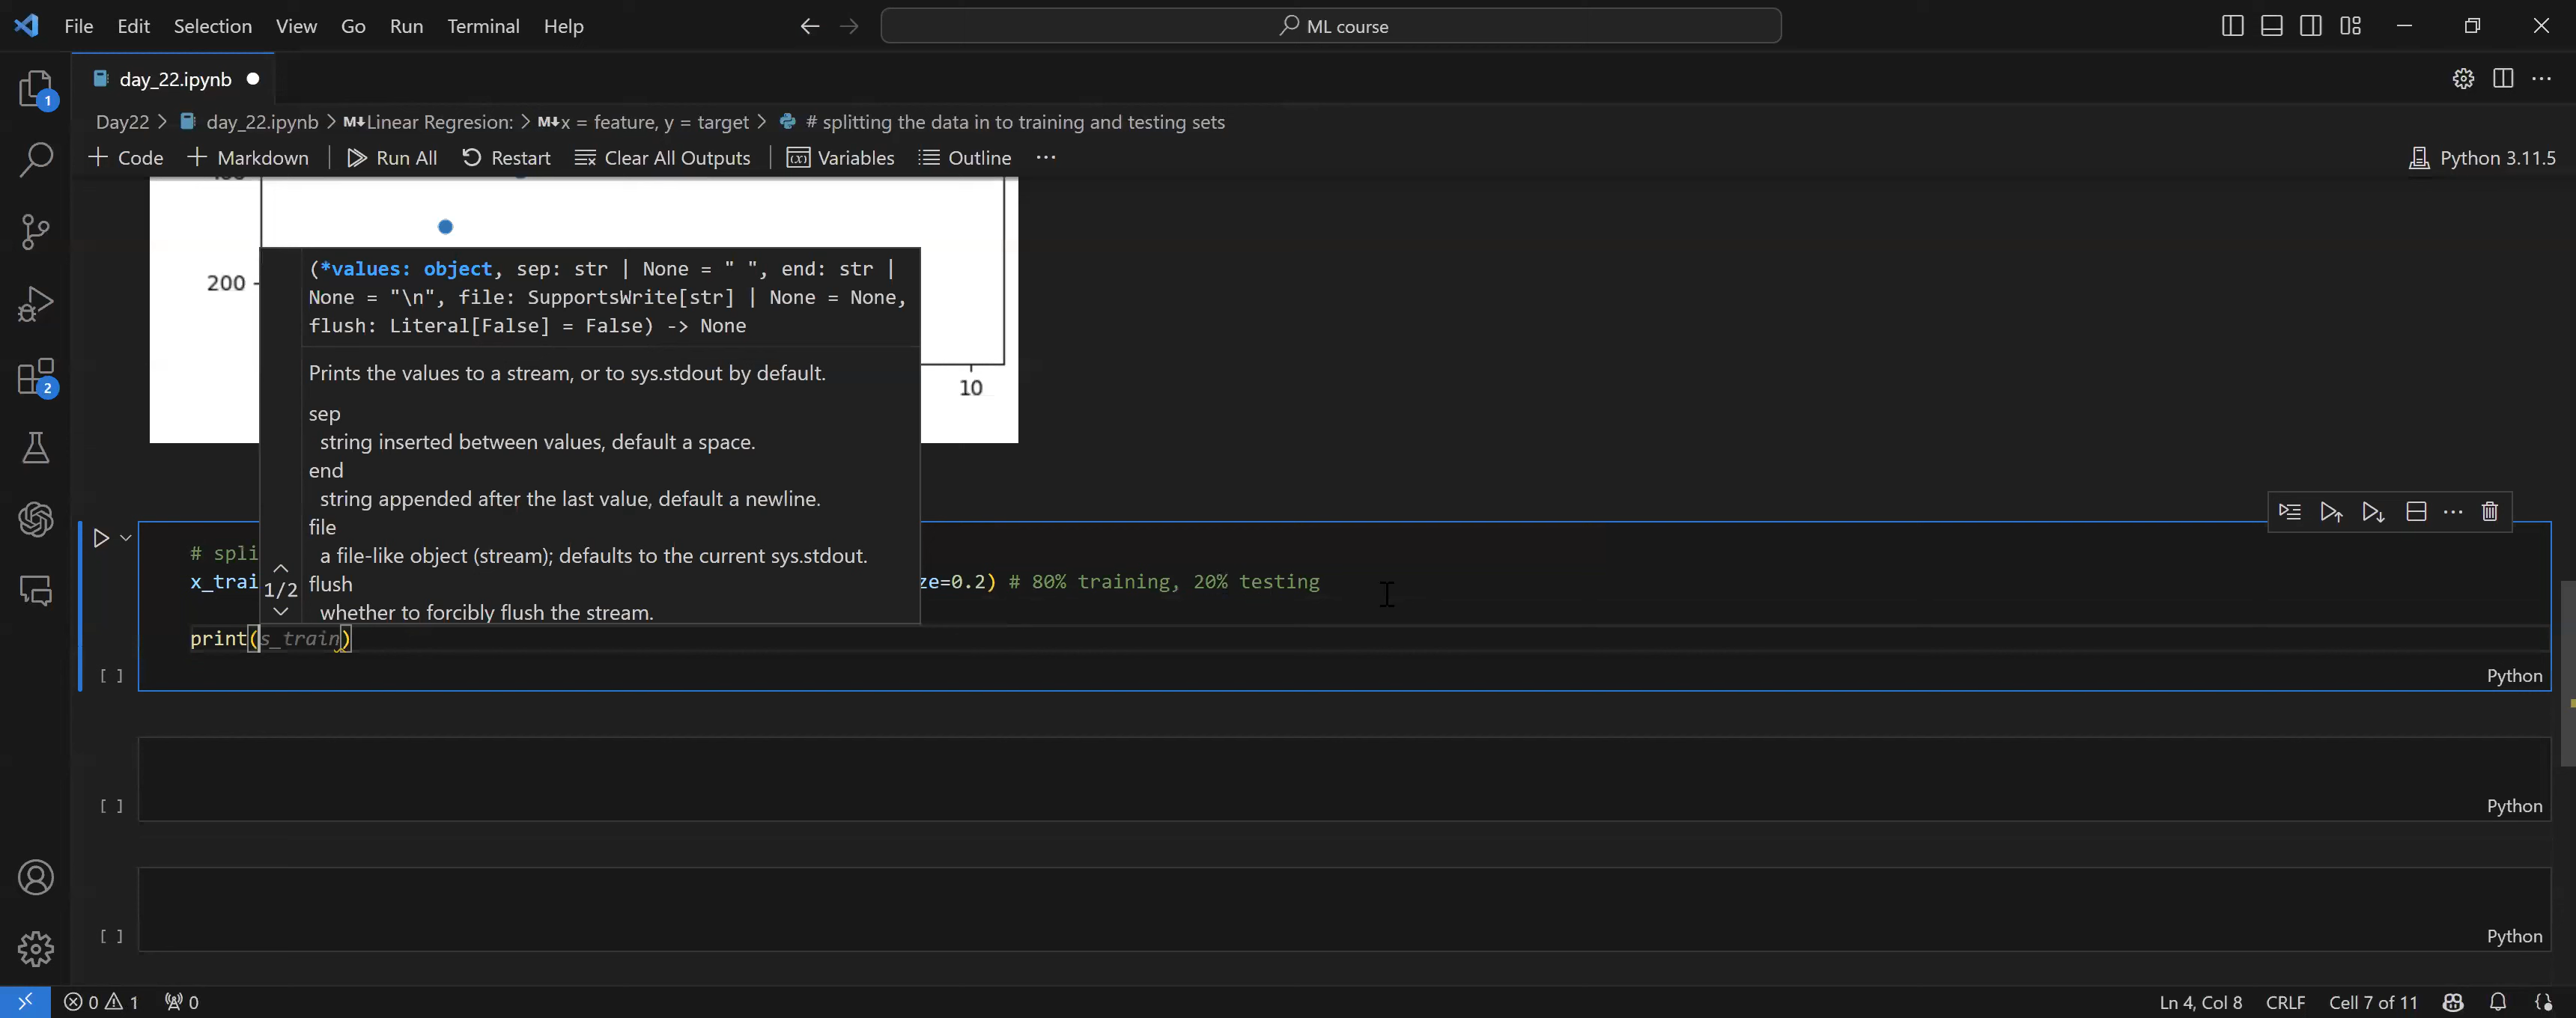 File Edit Selection View Go Run Terminal Help
ML course
day_22.ipynb
1
Day22 > day_22.ipynb > M↓Linear Regresion: > M↓x = feature, y = target > # splitting the data in to training and testing sets
+ Code + Markdown Run All Restart Clear All Outputs (x) Variables Outline ...
Python 3.11.5
200
10
(*values: object, sep: str | None = " ", end: str |
None = "\n", file: SupportsWrite[str] | None = None,
flush: Literal[False] = False) -> None
Prints the values to a stream, or to sys.stdout by default.
2
sep
string inserted between values, default a space.
end
string appended after the last value, default a newline.
file
a file-like object (stream); defaults to the current sys.stdout.
flush
whether to forcibly flush the stream.
1/2
# spli
x_trai ze=0.2) # 80% training, 20% testing
print(s_train)
[ ] Python
[ ] Python
[ ] Python
0 1 0
Ln 4, Col 8 CRLF Cell 7 of 11